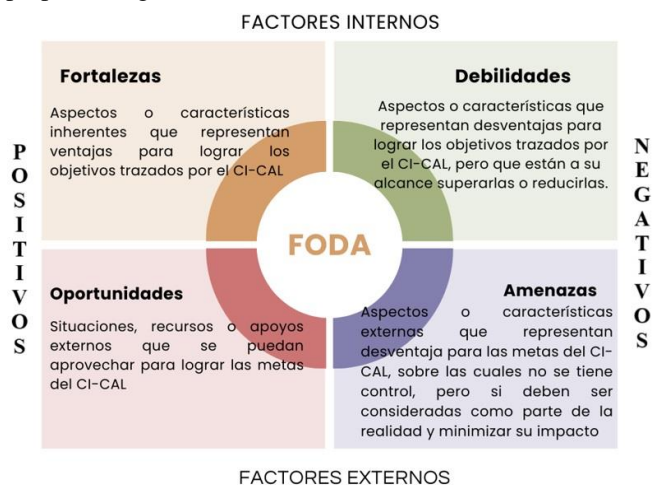 FACTORES INTERNOS
Fortalezas
Aspectos o características
inherentes que representan
ventajas para lograr los
objetivos trazados por el CI-CAL
Debilidades
Aspectos o características que
representan desventajas para
lograr los objetivos trazados por
el CI-CAL, pero que están a su
alcance superarlas o reducirlas.
POSITIVOS
NEGATIVOS
FODA
Oportunidades
Situaciones, recursos o apoyos
externos que se puedan
aprovechar para lograr las metas
del CI-CAL
Amenazas
Aspectos o características
externas que representan
desventaja para las metas del CI-
CAL, sobre las cuales no se tiene
control, pero si deben ser
consideradas como parte de la
realidad y minimizar su impacto
FACTORES EXTERNOS